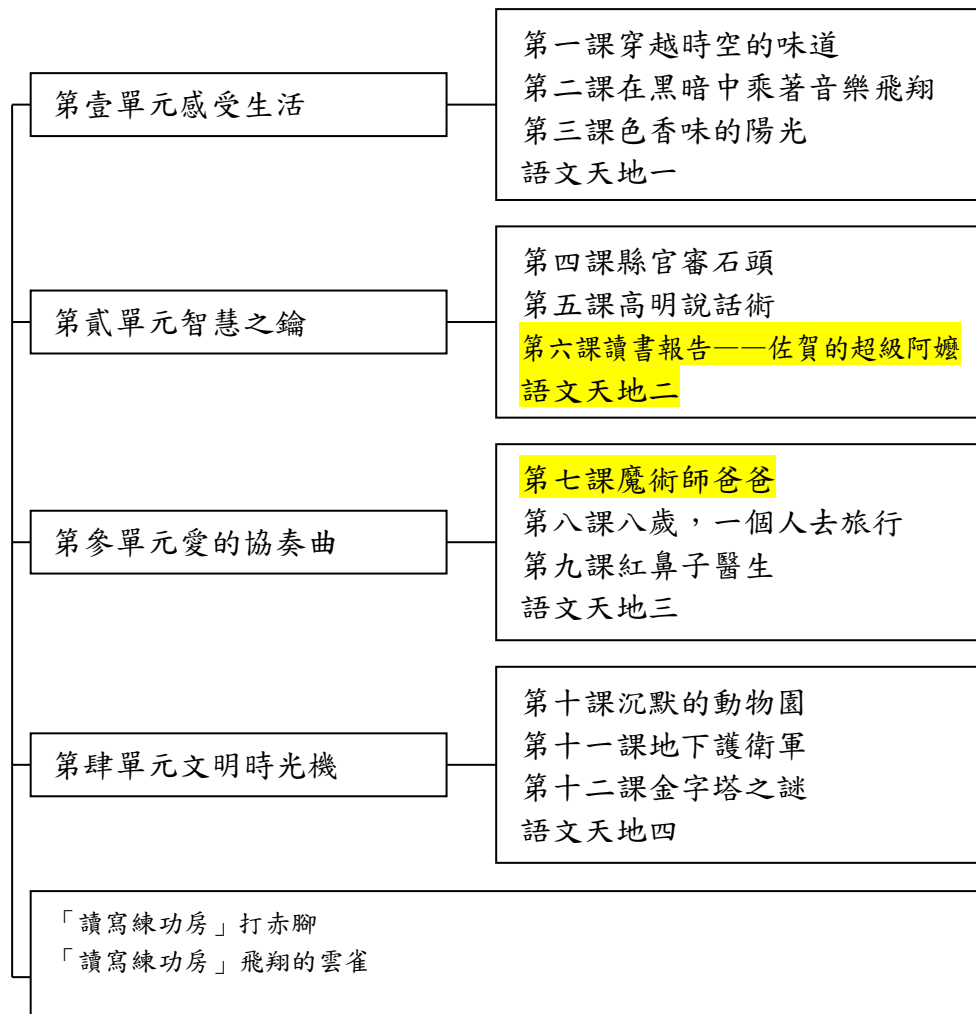 第壹單元感受生活
第一課穿越時空的味道
第二課在黑暗中乘著音樂飛翔
第三課色香味的陽光
語文天地一
第貳單元智慧之鑰
第四課縣官審石頭
第五課高明說話術
第六課讀書報告——佐賀的超級阿嬤
語文天地二
第參單元愛的協奏曲
第七課魔術師爸爸
第八課八歲，一個人去旅行
第九課紅鼻子醫生
語文天地三
第肆單元文明時光機
第十課沉默的動物園
第十一課地下護衛軍
第十二課金字塔之謎
語文天地四
「讀寫練功房」打赤腳
「讀寫練功房」飛翔的雲雀